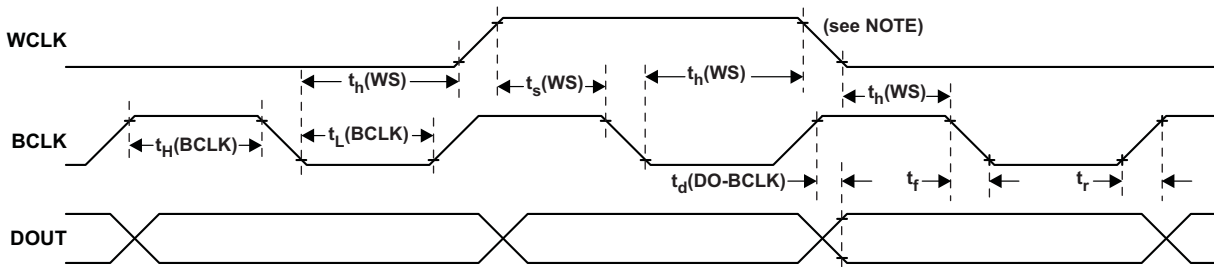 WCLK
(see NOTE)
th(WS)
ts(WS)
th(WS)
th(WS)
BCLK
tH(BCLK)
tL(BCLK)
td(DO-BCLK)
tf
tr
DOUT